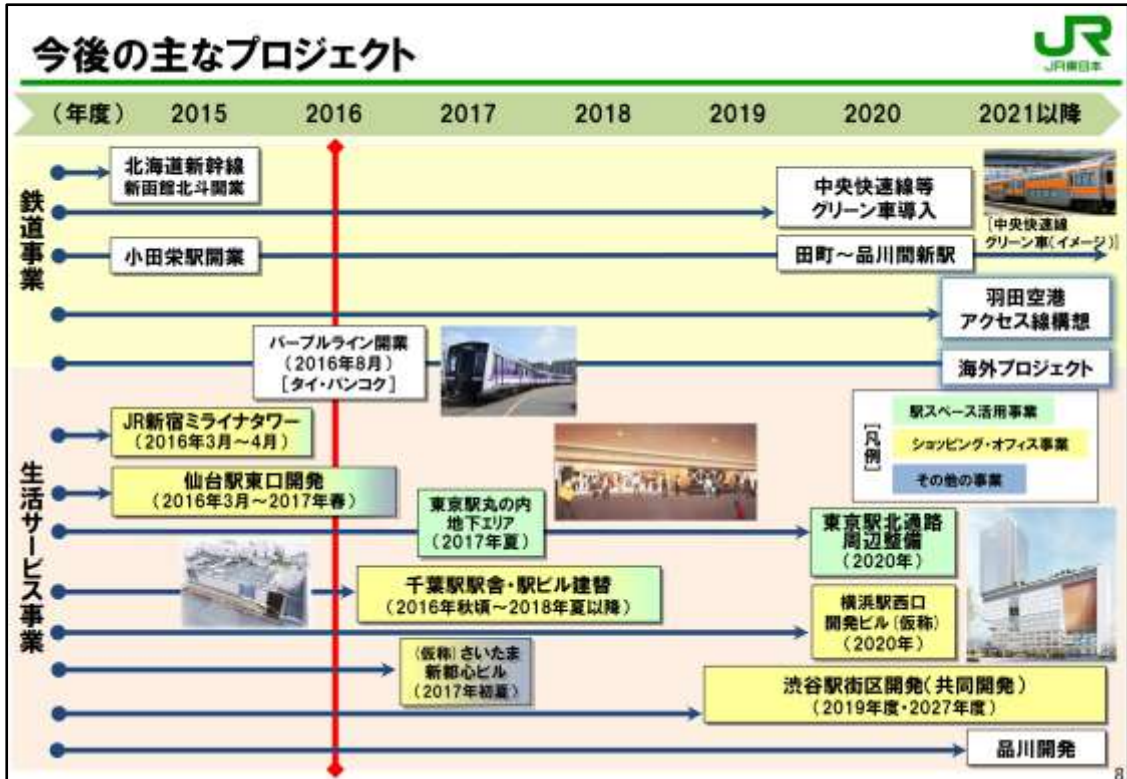 今後の主なプロジェクト
JR
JR東日本
(年度) 2015 2016 2017 2018 2019 2020 2021以降
鉄道事業
北海道新幹線
新函館北斗開業
中央快速線等
グリーン車導入
[中央快速線
グリーン車(イメージ)]
小田栄駅開業
田町~品川間新駅
羽田空港
アクセス線構想
パープルライン開業
(2016年8月)
[タイ・バンコク]
海外プロジェクト
生活サービス事業
JR新宿ミライナタワー
(2016年3月~4月)
[凡例]
駅スペース活用事業
ショッピング・オフィス事業
その他の事業
仙台駅東口開発
(2016年3月~2017年春)
東京駅丸の内
地下エリア
(2017年夏)
東京駅北通路
周辺整備
(2020年)
千葉駅駅舎・駅ビル建替
(2016年秋頃~2018年夏以降)
横浜駅西口
開発ビル(仮称)
(2020年)
(仮称)さいたま
新都心ビル
(2017年初夏)
渋谷駅街区開発(共同開発)
(2019年度・2027年度)
品川開発
8